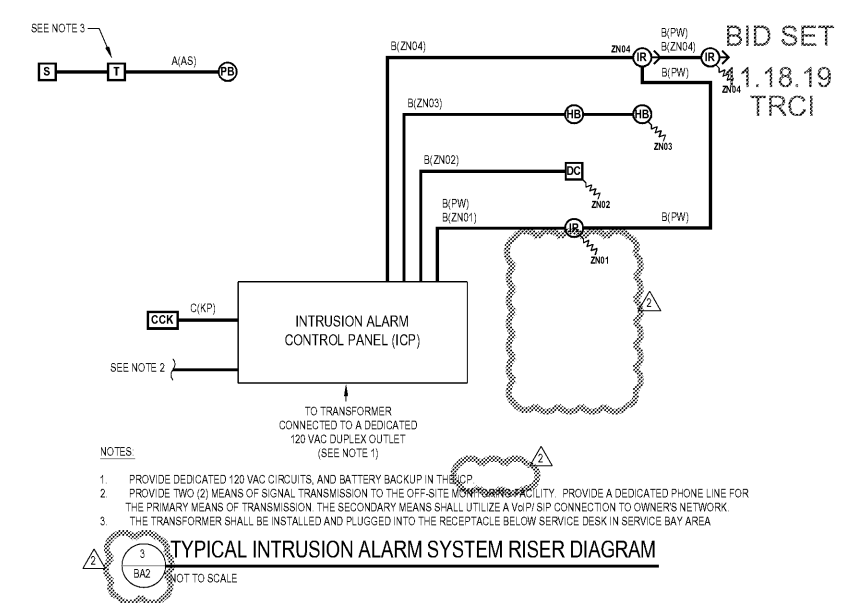 SEE NOTE 3
S
T
A(AS)
PB
B(ZN04)
ZN04
IR
B(PW)
B(ZN04)
IR
ZN04
B(PW)
BID SET
11.18.19
TRCI
B(ZN03)
HB
HB
ZN03
B(ZN02)
DC
ZN02
B(PW)
B(ZN01)
IR
ZN01
B(PW)
2
CCK
C(KP)
INTRUSION ALARM
CONTROL PANEL (ICP)
SEE NOTE 2
TO TRANSFORMER
CONNECTED TO A DEDICATED
120 VAC DUPLEX OUTLET
(SEE NOTE 1)
NOTES:
2
1. PROVIDE DEDICATED 120 VAC CIRCUITS, AND BATTERY BACKUP IN THE ICP.
2. PROVIDE TWO (2) MEANS OF SIGNAL TRANSMISSION TO THE OFF-SITE MONITORING FACILITY. PROVIDE A DEDICATED PHONE LINE FOR
THE PRIMARY MEANS OF TRANSMISSION. THE SECONDARY MEANS SHALL UTILIZE A VoIP/ SIP CONNECTION TO OWNER'S NETWORK.
3. THE TRANSFORMER SHALL BE INSTALLED AND PLUGGED INTO THE RECEPTACLE BELOW SERVICE DESK IN SERVICE BAY AREA
2
3
BA2
TYPICAL INTRUSION ALARM SYSTEM RISER DIAGRAM
NOT TO SCALE